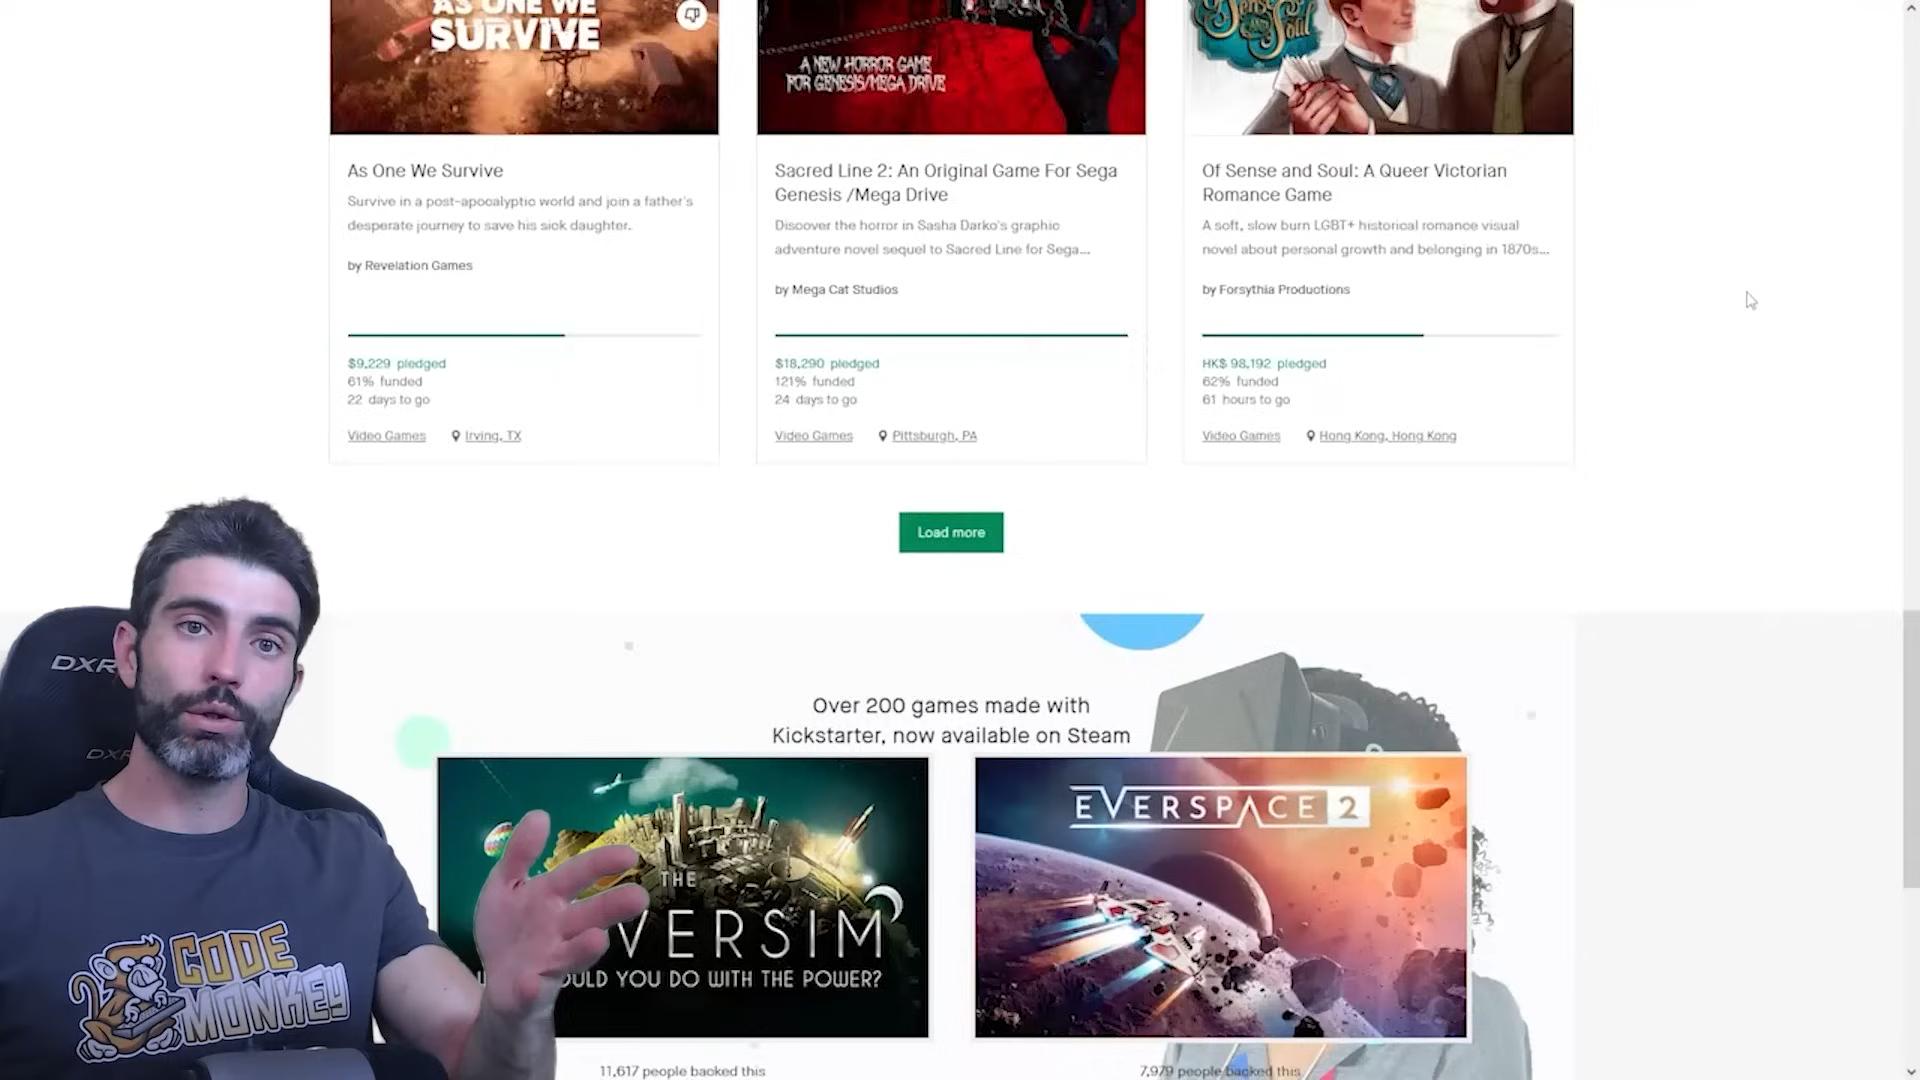 AS ONE WE
SURVIVE
A NEW HORROR GAME
FOR GENESIS/MEGA DRIVE
Sense
AND
Soul
As One We Survive
Survive in a post-apocalyptic world and join a father's
desperate journey to save his sick daughter.
by Revelation Games
$9,229 pledged
61% funded
22 days to go
Video Games
Irving, TX
Sacred Line 2: An Original Game For Sega
Genesis /Mega Drive
Discover the horror in Sasha Darko's graphic
adventure novel sequel to Sacred Line for Sega...
by Mega Cat Studios
$18,290 pledged
121% funded
24 days to go
Video Games
Pittsburgh, PA
Of Sense and Soul: A Queer Victorian
Romance Game
A soft, slow burn LGBT+ historical romance visual
novel about personal growth and belonging in 1870s...
by Forsythia Productions
HK$ 98,192 pledged
62% funded
61 hours to go
Video Games
Hong Kong, Hong Kong
Load more
Over 200 games made with
Kickstarter, now available on Steam
THE
VERSIM
OULD YOU DO WITH THE POWER?
11,617 people backed this
EVERSPACE 2
7,979 people backed this
DXR
DXR
CODE
MONKEY